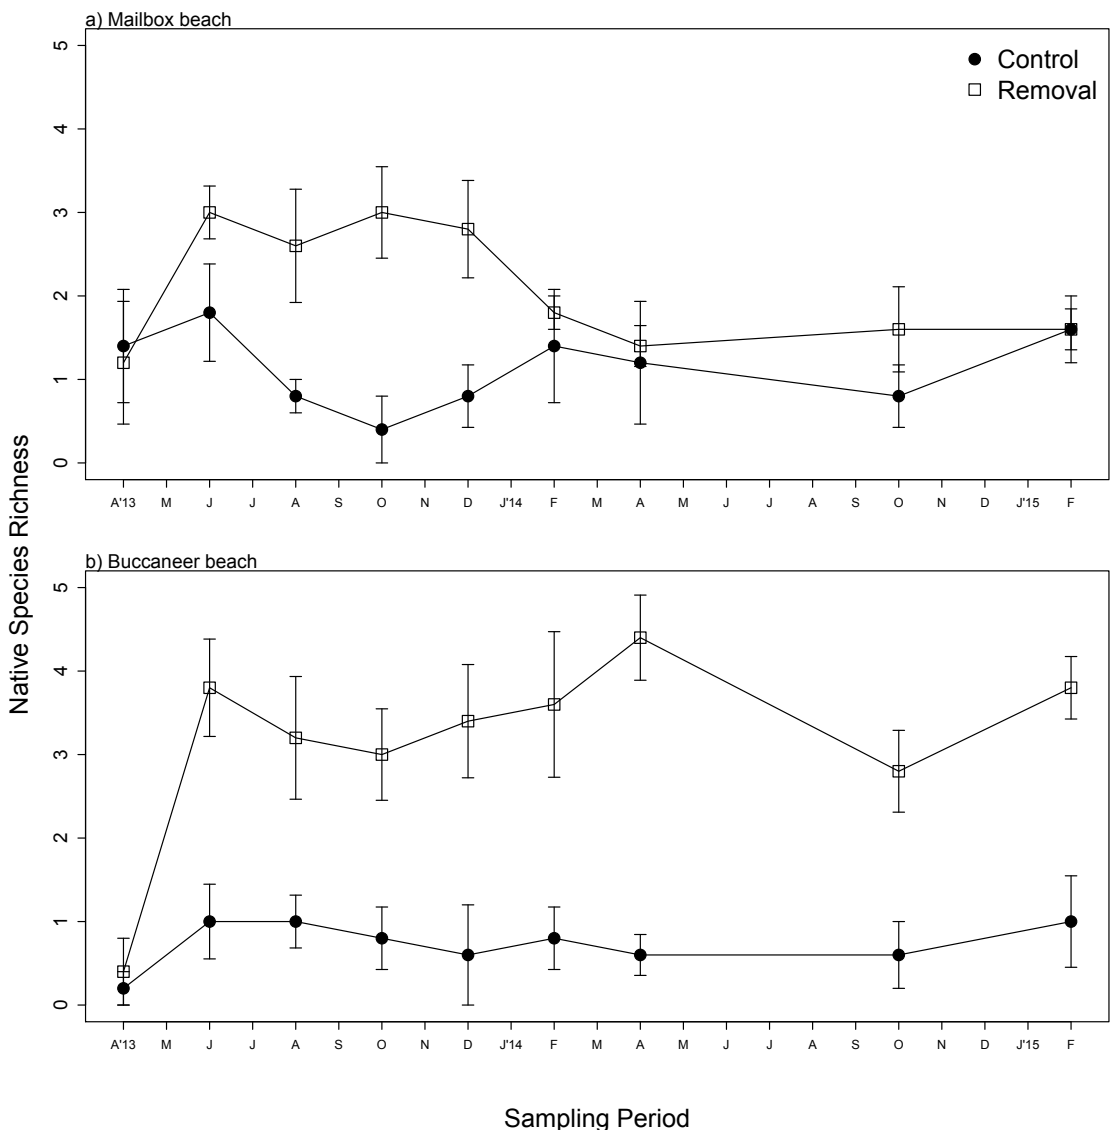 a) Mailbox beach
5
4
3
2
1
0
Control
Removal
A'13 M J J A S O N D J'14 F M A M J J A S O N D J'15 F
Native Species Richness
b) Buccaneer beach
5
4
3
2
1
0
A'13 M J J A S O N D J'14 F M A M J J A S O N D J'15 F
Sampling Period